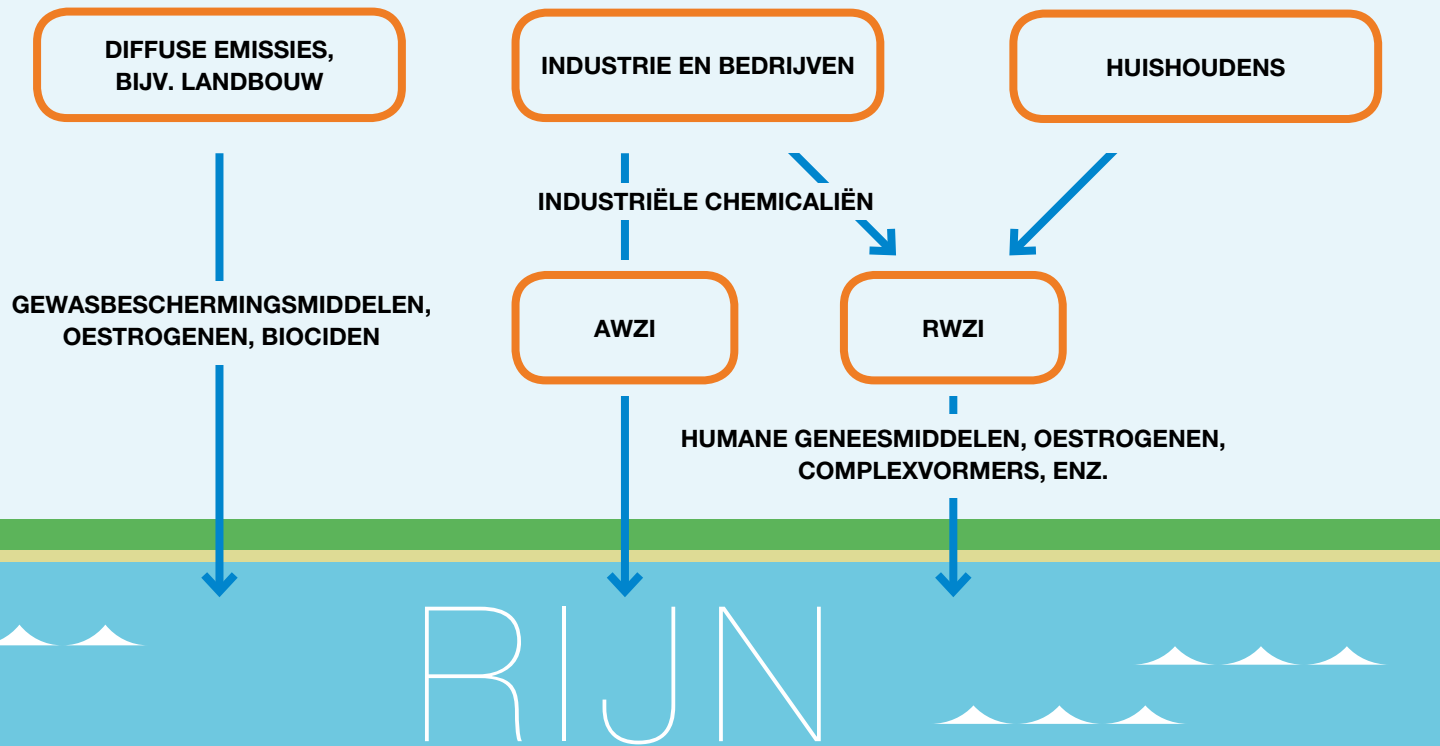 DIFFUSE EMISSIES,
BIJV. LANDBOUW
INDUSTRIE EN BEDRIJVEN
HUISHOUDENS
INDUSTRIËLE CHEMICALIËN
GEWASBESCHERMINGSMIDDELEN,
OESTROGENEN, BIOCIDEN
AWZI
RWZI
HUMANE GENEESMIDDELEN, OESTROGENEN,
COMPLEXVORMERS, ENZ.
RIJN